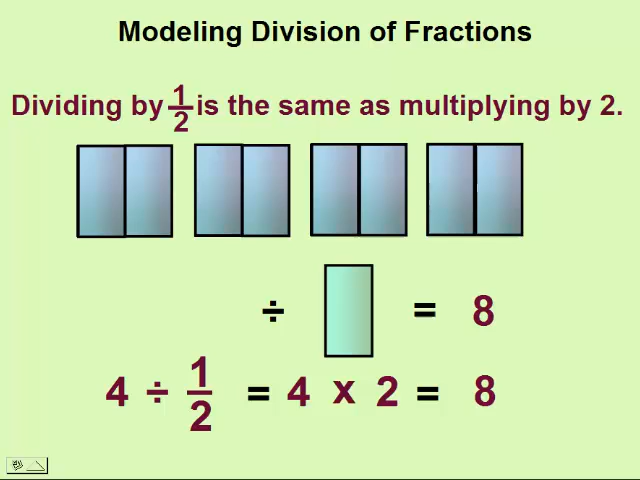 Modeling Division of Fractions
Dividing by 1/2 is the same as multiplying by 2.
÷ = 8
4 ÷ 1/2 = 4 x 2 = 8